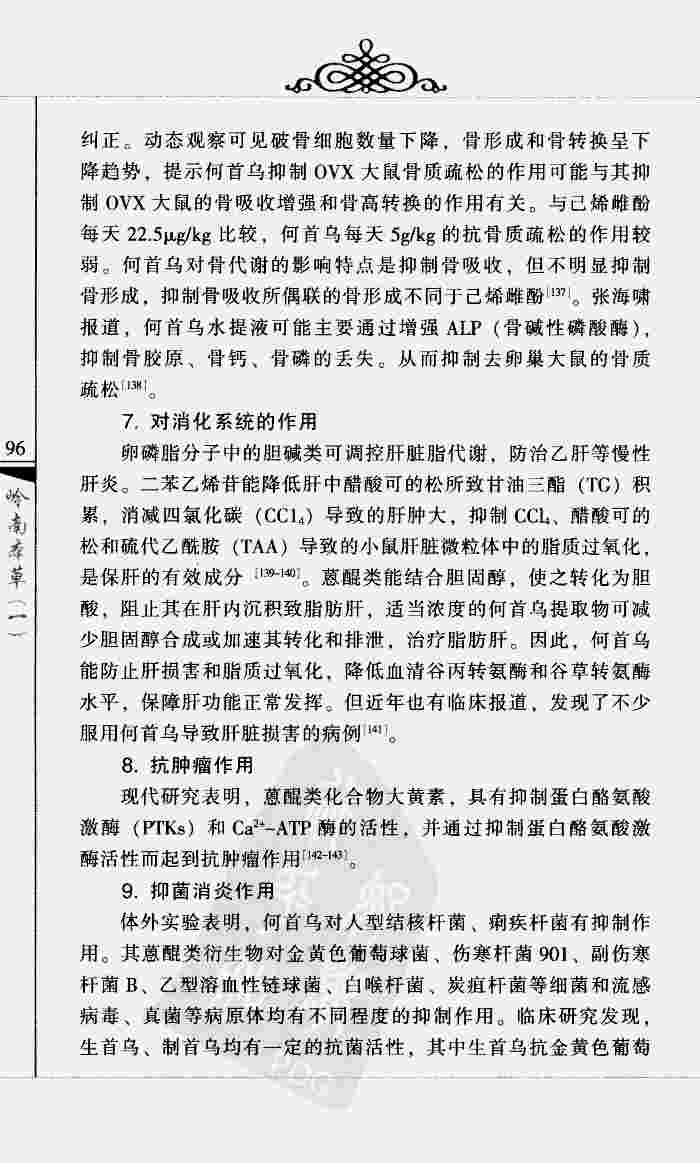 纠正。动态观察可见破骨细胞数量下降，骨形成和骨转换呈下
降趋势，提示何首乌抑制 OVX 大鼠骨质疏松的作用可能与其抑
制 OVX 大鼠的骨吸收增强和骨高转换的作用有关。与己烯雌酚
每天 22.5μg/kg 比较，何首乌每天 5g/kg 的抗骨质疏松的作用较
弱。何首乌对骨代谢的影响特点是抑制骨吸收，但不明显抑制
骨形成，抑制骨吸收所偶联的骨形成不同于己烯雌酚[137]。张海啸
报道，何首乌水提液可能主要通过增强 ALP（骨碱性磷酸酶），
抑制骨胶原、骨钙、骨磷的丢失。从而抑制去卵巢大鼠的骨质
疏松[138]。
7. 对消化系统的作用
卵磷脂分子中的胆碱类可调控肝脏脂代谢，防治乙肝等慢性
肝炎。二苯乙烯苷能降低肝中醋酸可的松所致甘油三酯（TG）积
累，消减四氯化碳（CC1₄）导致的肝肿大，抑制 CCl₄、醋酸可的
松和硫代乙酰胺（TAA）导致的小鼠肝脏微粒体中的脂质过氧化，
是保肝的有效成分 [139-140]。蒽醌类能结合胆固醇，使之转化为胆
酸，阻止其在肝内沉积致脂肪肝，适当浓度的何首乌提取物可减
少胆固醇合成或加速其转化和排泄，治疗脂肪肝。因此，何首乌
能防止肝损害和脂质过氧化，降低血清谷丙转氨酶和谷草转氨酶
水平，保障肝功能正常发挥。但近年也有临床报道，发现了不少
服用何首乌导致肝脏损害的病例[141]。
8. 抗肿瘤作用
现代研究表明，蒽醌类化合物大黄素，具有抑制蛋白酪氨酸
激酶（PTKs）和 Ca²⁺-ATP 酶的活性，并通过抑制蛋白酪氨酸激
酶活性而起到抗肿瘤作用[142-143]。
9. 抑菌消炎作用
体外实验表明，何首乌对人型结核杆菌、痢疾杆菌有抑制作
用。其蒽醌类衍生物对金黄色葡萄球菌、伤寒杆菌 901、副伤寒
杆菌 B、乙型溶血性链球菌、白喉杆菌、炭疽杆菌等细菌和流感
病毒、真菌等病原体均有不同程度的抑制作用。临床研究发现，
生首乌、制首乌均有一定的抗菌活性，其中生首乌抗金黄色葡萄
96
岭南本草（一）